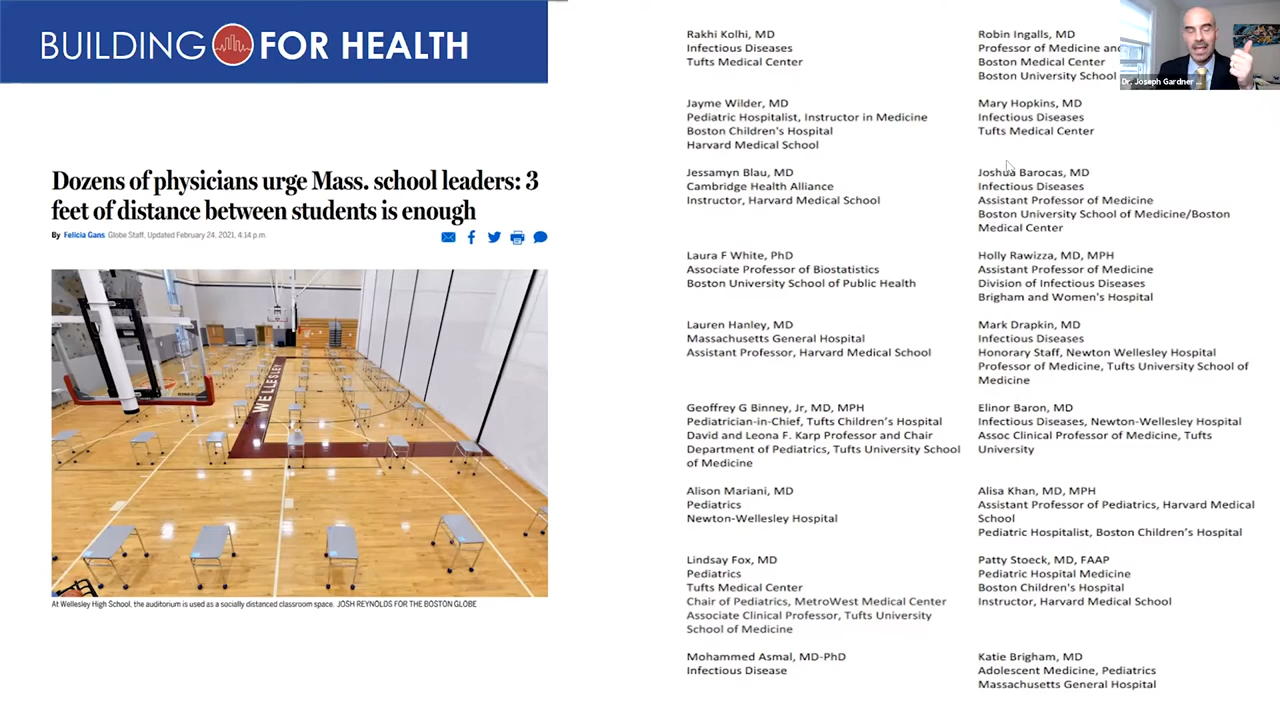 BUILDING FOR HEALTH
Dozens of physicians urge Mass. school leaders: 3
feet of distance between students is enough
By Felicia Gans Globe Staff, Updated February 24, 2021, 4:14 p.m.
WELLESLEY
At Wellesley High School, the auditorium is used as a socially distanced classroom space. JOSH REYNOLDS FOR THE BOSTON GLOBE
Rakhi Kolhi, MD
Infectious Diseases
Tufts Medical Center
Jayme Wilder, MD
Pediatric Hospitalist, Instructor in Medicine
Boston Children's Hospital
Harvard Medical School
Jessamyn Blau, MD
Cambridge Health Alliance
Instructor, Harvard Medical School
Laura F White, PhD
Associate Professor of Biostatistics
Boston University School of Public Health
Lauren Hanley, MD
Massachusetts General Hospital
Assistant Professor, Harvard Medical School
Geoffrey G Binney, Jr, MD, MPH
Pediatrician-in-Chief, Tufts Children's Hospital
David and Leona F. Karp Professor and Chair
Department of Pediatrics, Tufts University School
of Medicine
Alison Mariani, MD
Pediatrics
Newton-Wellesley Hospital
Lindsay Fox, MD
Pediatrics
Tufts Medical Center
Chair of Pediatrics, MetroWest Medical Center
Associate Clinical Professor, Tufts University
School of Medicine
Mohammed Asmal, MD-PhD
Infectious Disease
Robin Ingalls, MD
Professor of Medicine and
Boston Medical Center
Boston University School
Mary Hopkins, MD
Infectious Diseases
Tufts Medical Center
Joshua Barocas, MD
Infectious Diseases
Assistant Professor of Medicine
Boston University School of Medicine/Boston
Medical Center
Holly Rawizza, MD, MPH
Assistant Professor of Medicine
Division of Infectious Diseases
Brigham and Women's Hospital
Mark Drapkin, MD
Infectious Diseases
Honorary Staff, Newton Wellesley Hospital
Professor of Medicine, Tufts University School of
Medicine
Elinor Baron, MD
Infectious Diseases, Newton-Wellesley Hospital
Assoc Clinical Professor of Medicine, Tufts
University
Alisa Khan, MD, MPH
Assistant Professor of Pediatrics, Harvard Medical
School
Pediatric Hospitalist, Boston Children's Hospital
Patty Stoeck, MD, FAAP
Pediatric Hospital Medicine
Boston Children's Hospital
Instructor, Harvard Medical School
Katie Brigham, MD
Adolescent Medicine, Pediatrics
Massachusetts General Hospital
Dr. Joseph Gardner ...